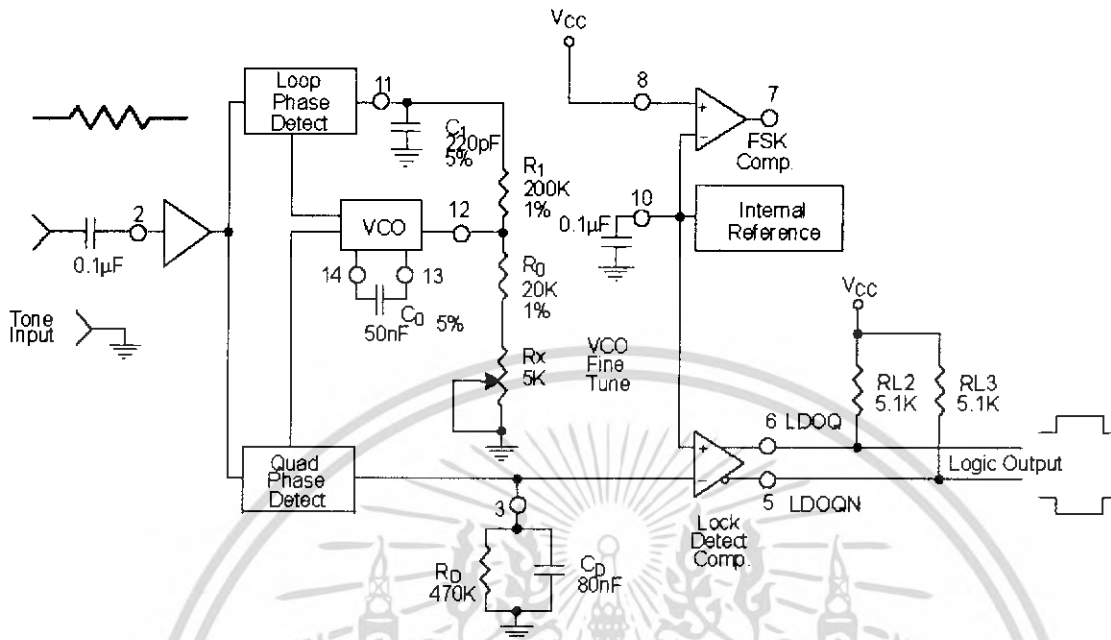 VCC
Loop
Phase
Detect
11
C1
220pF
5%
R1
200K
1%
8
+
−
7
FSK
Comp.
2
0.1µF
VCO
12
14
13
C0 5%
50nF
R0
20K
1%
10
0.1µF
Internal
Reference
Tone
Input
Rx
5K
VCO
Fine
Tune
VCC
RL2
5.1K
RL3
5.1K
6 LDOQ
+
−
Logic Output
5 LDOQN
Quad
Phase
Detect
3
Lock
Detect
Comp.
RD
470K
CD
80nF